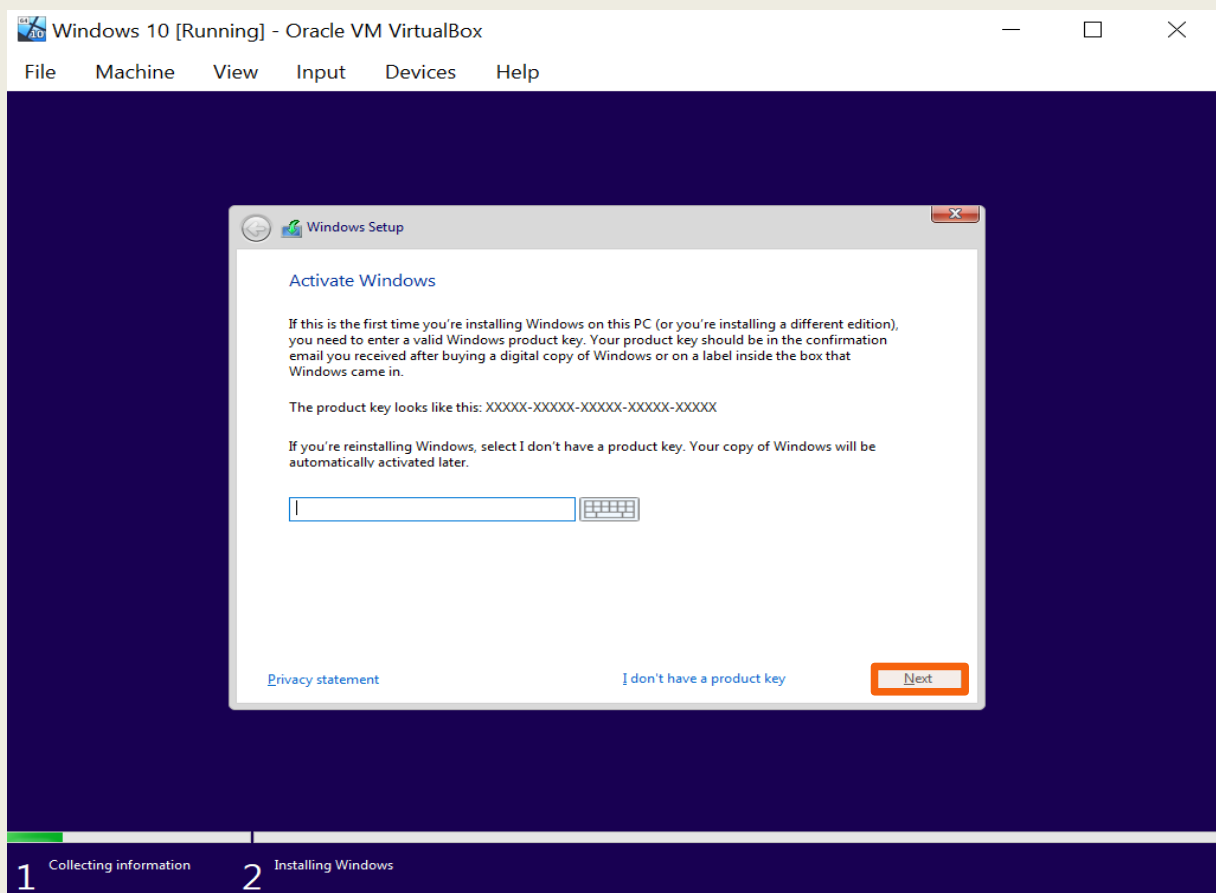 Windows 10 [Running] - Oracle VM VirtualBox
File Machine View Input Devices Help
Windows Setup
Activate Windows
If this is the first time you're installing Windows on this PC (or you're installing a different edition),
you need to enter a valid Windows product key. Your product key should be in the confirmation
email you received after buying a digital copy of Windows or on a label inside the box that
Windows came in.
The product key looks like this: XXXXX-XXXXX-XXXXX-XXXXX-XXXXX
If you're reinstalling Windows, select I don't have a product key. Your copy of Windows will be
automatically activated later.
Privacy statement
I don't have a product key
Next
1 Collecting information
2 Installing Windows